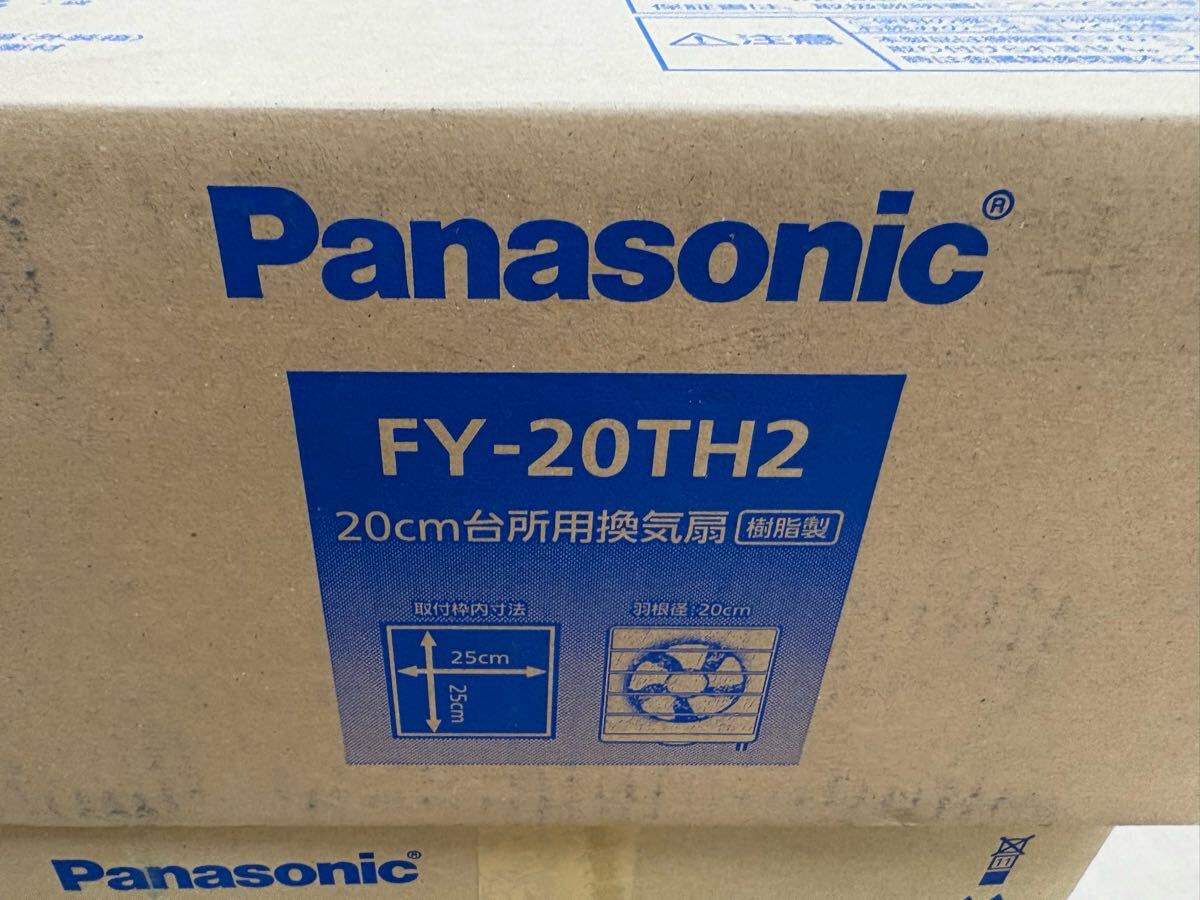 注意
Panasonic®
FY-20TH2
20cm台所用換気扇 樹脂製
取付枠内寸法
羽根径:20cm
25cm
25cm
Panasonic®
11